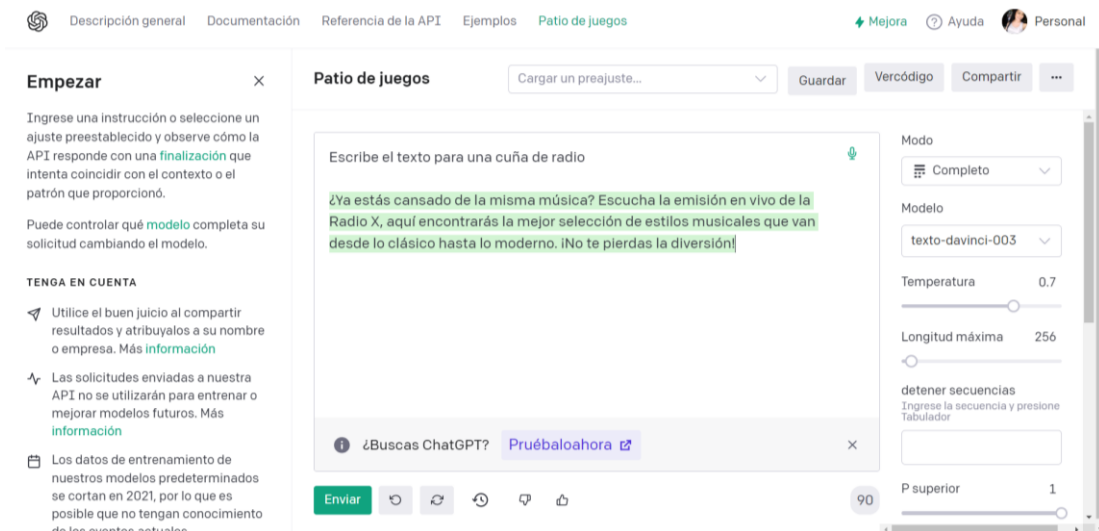 Descripción general Documentación Referencia de la API Ejemplos Patio de juegos Mejora Ayuda Personal
Empezar
Ingrese una instrucción o seleccione un
ajuste preestablecido y observe cómo la
API responde con una finalización que
intenta coincidir con el contexto o el
patrón que proporcionó.
Puede controlar qué modelo completa su
solicitud cambiando el modelo.
TENGA EN CUENTA
Utilice el buen juicio al compartir
resultados y atribuyalos a su nombre
o empresa. Más información
Las solicitudes enviadas a nuestra
API no se utilizarán para entrenar o
mejorar modelos futuros. Más
información
Los datos de entrenamiento de
nuestros modelos predeterminados
se cortan en 2021, por lo que es
posible que no tengan conocimiento
de los eventos actuales.
Patio de juegos
Cargar un preajuste...
Guardar
Vercódigo
Compartir
...
Escribe el texto para una cuña de radio
¿Ya estás cansado de la misma música? Escucha la emisión en vivo de la
Radio X, aquí encontrarás la mejor selección de estilos musicales que van
desde lo clásico hasta lo moderno. ¡No te pierdas la diversión!
¿Buscas ChatGPT? Pruébaloahora
Enviar
90
Modo
Completo
Modelo
texto-davinci-003
Temperatura 0.7
Longitud máxima 256
detener secuencias
Ingrese la secuencia y presione
Tabulador
P superior 1